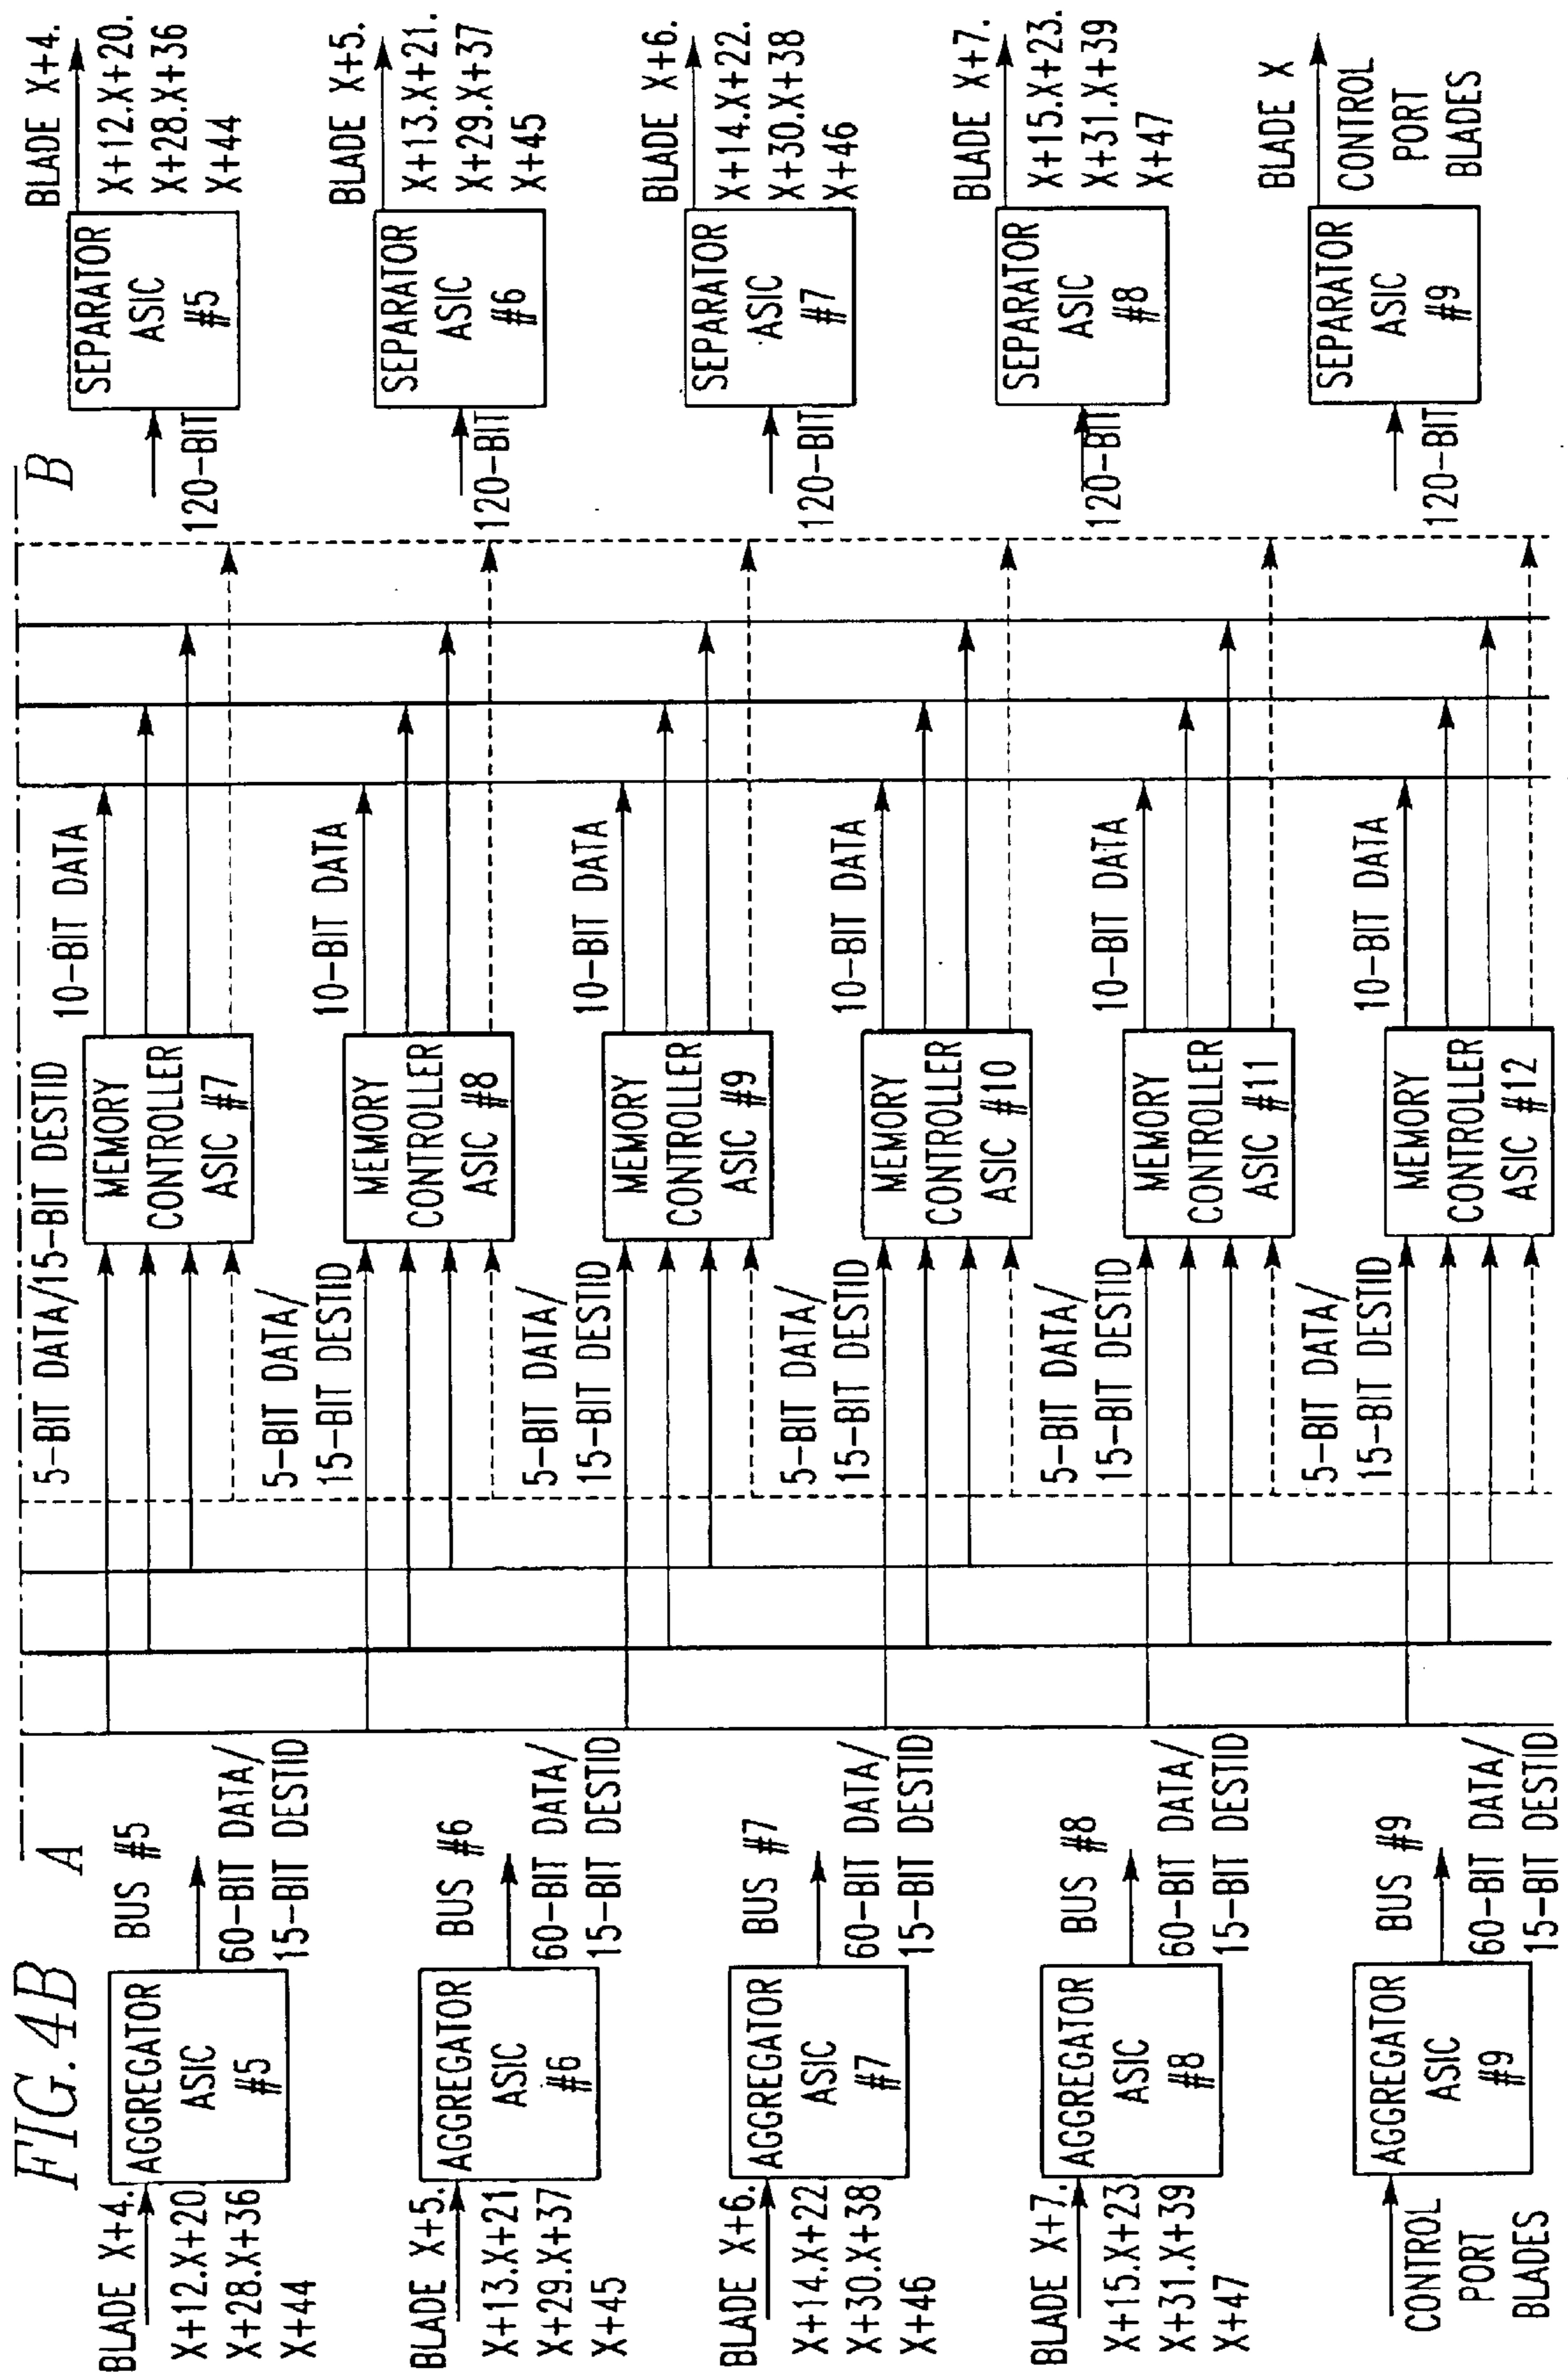 FIG.4B
A
B
BLADE X+4.
X+12.X+20.
X+28.X+36
X+44
AGGREGATOR
ASIC
#5
BUS #5
60-BIT DATA/
15-BIT DESTID
BLADE X+5.
X+13.X+21
X+29.X+37
X+45
AGGREGATOR
ASIC
#6
BUS #6
60-BIT DATA/
15-BIT DESTID
BLADE X+6.
X+14.X+22
X+30.X+38
X+46
AGGREGATOR
ASIC
#7
BUS #7
60-BIT DATA/
15-BIT DESTID
BLADE X+7.
X+15.X+23
X+31.X+39
X+47
AGGREGATOR
ASIC
#8
BUS #8
60-BIT DATA/
15-BIT DESTID
CONTROL
PORT
BLADES
AGGREGATOR
ASIC
#9
BUS #9
60-BIT DATA/
15-BIT DESTID
5-BIT DATA/15-BIT DESTID
MEMORY
CONTROLLER
ASIC #7
10-BIT DATA
5-BIT DATA/
15-BIT DESTID
MEMORY
CONTROLLER
ASIC #8
10-BIT DATA
5-BIT DATA/
15-BIT DESTID
MEMORY
CONTROLLER
ASIC #9
10-BIT DATA
5-BIT DATA/
15-BIT DESTID
MEMORY
CONTROLLER
ASIC #10
10-BIT DATA
5-BIT DATA/
15-BIT DESTID
MEMORY
CONTROLLER
ASIC #11
10-BIT DATA
5-BIT DATA/
15-BIT DESTID
MEMORY
CONTROLLER
ASIC #12
10-BIT DATA
120-BIT
SEPARATOR
ASIC
#5
BLADE X+4.
X+12.X+20.
X+28.X+36
X+44
120-BIT
SEPARATOR
ASIC
#6
BLADE X+5.
X+13.X+21.
X+29.X+37
X+45
120-BIT
SEPARATOR
ASIC
#7
BLADE X+6.
X+14.X+22.
X+30.X+38
X+46
120-BIT
SEPARATOR
ASIC
#8
BLADE X+7.
X+15.X+23.
X+31.X+39
X+47
120-BIT
SEPARATOR
ASIC
#9
BLADE X
CONTROL
PORT
BLADES